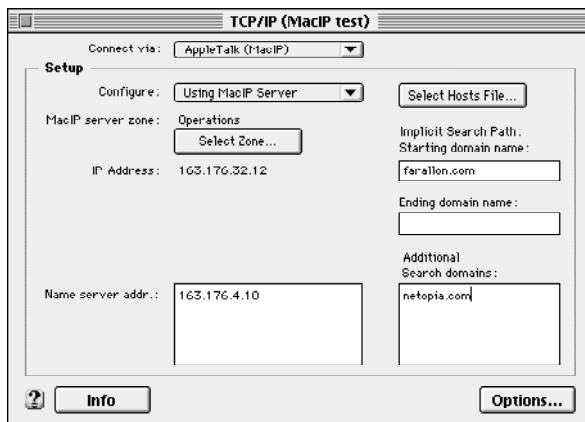 TCP/IP (MacIP test)
Connect via: AppleTalk (MacIP)
Setup
Configure: Using MacIP Server
Select Hosts File...
MacIP server zone: Operations
Select Zone...
Implicit Search Path:
Starting domain name:
IP Address: 163.176.32.12
farallon.com
Ending domain name:
Additional
Search domains:
Name server addr.: 163.176.4.10
netopia.com
?
Info
Options...